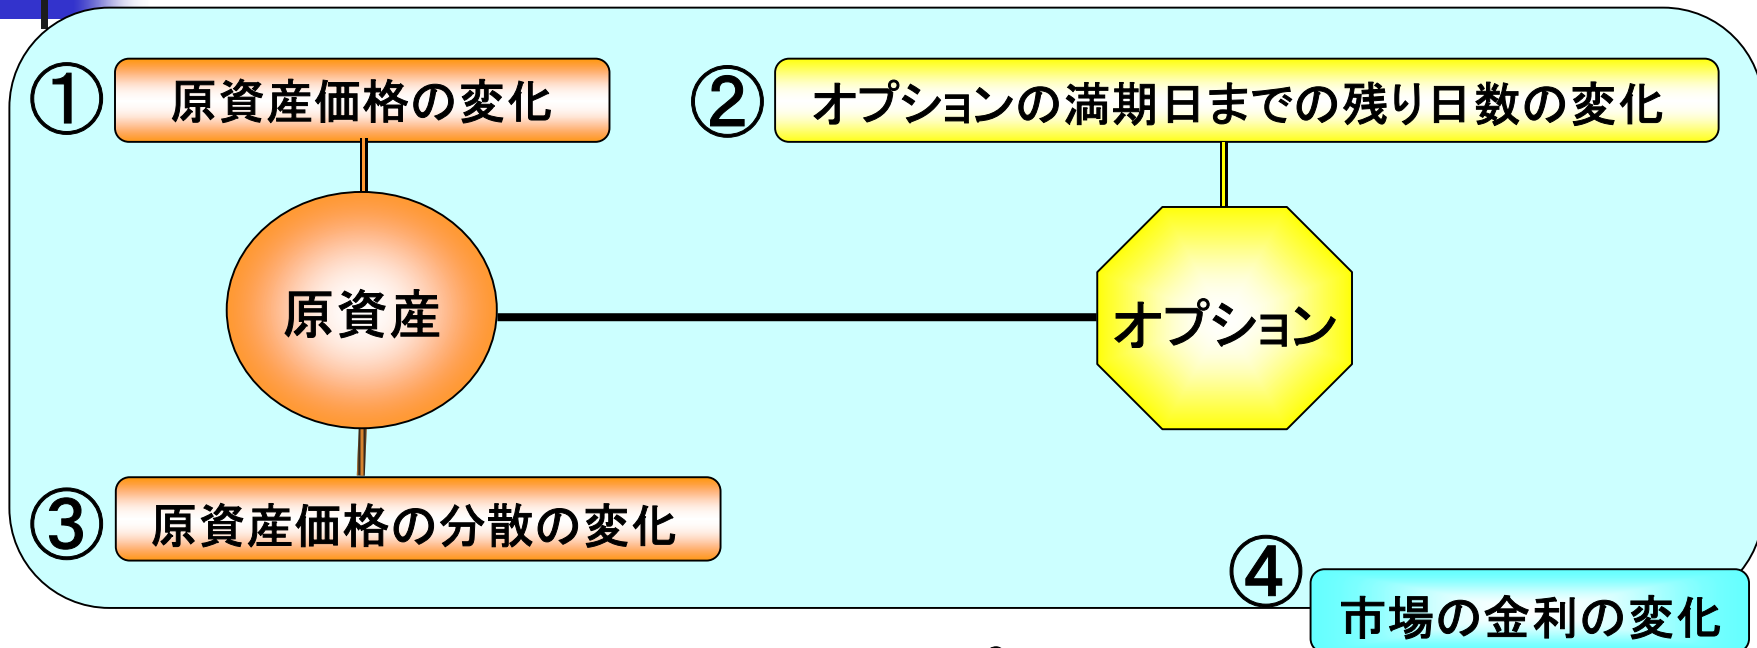 ① 原資産価格の変化
② オプションの満期日までの残り日数の変化
原資産
オプション
③ 原資産価格の分散の変化
④ 市場の金利の変化